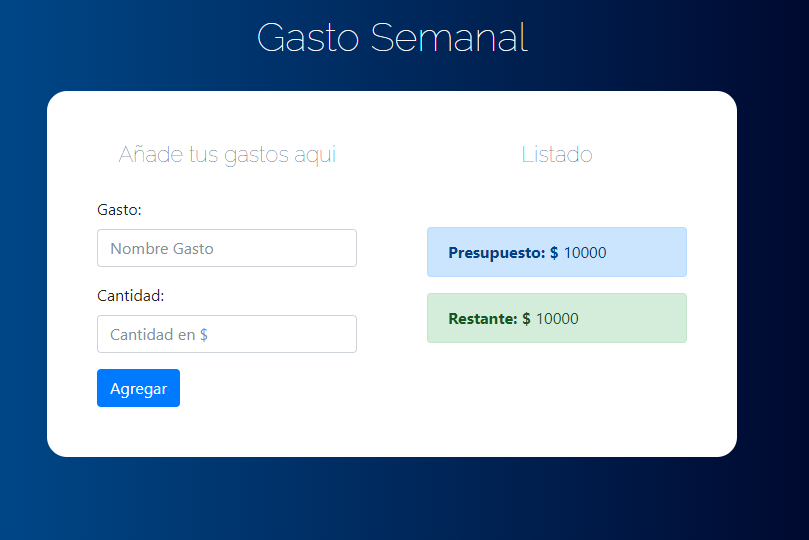 Gasto Semanal
Añade tus gastos aqui
Gasto:
Nombre Gasto
Cantidad:
Cantidad en $
Agregar
Listado
Presupuesto: $ 10000
Restante: $ 10000